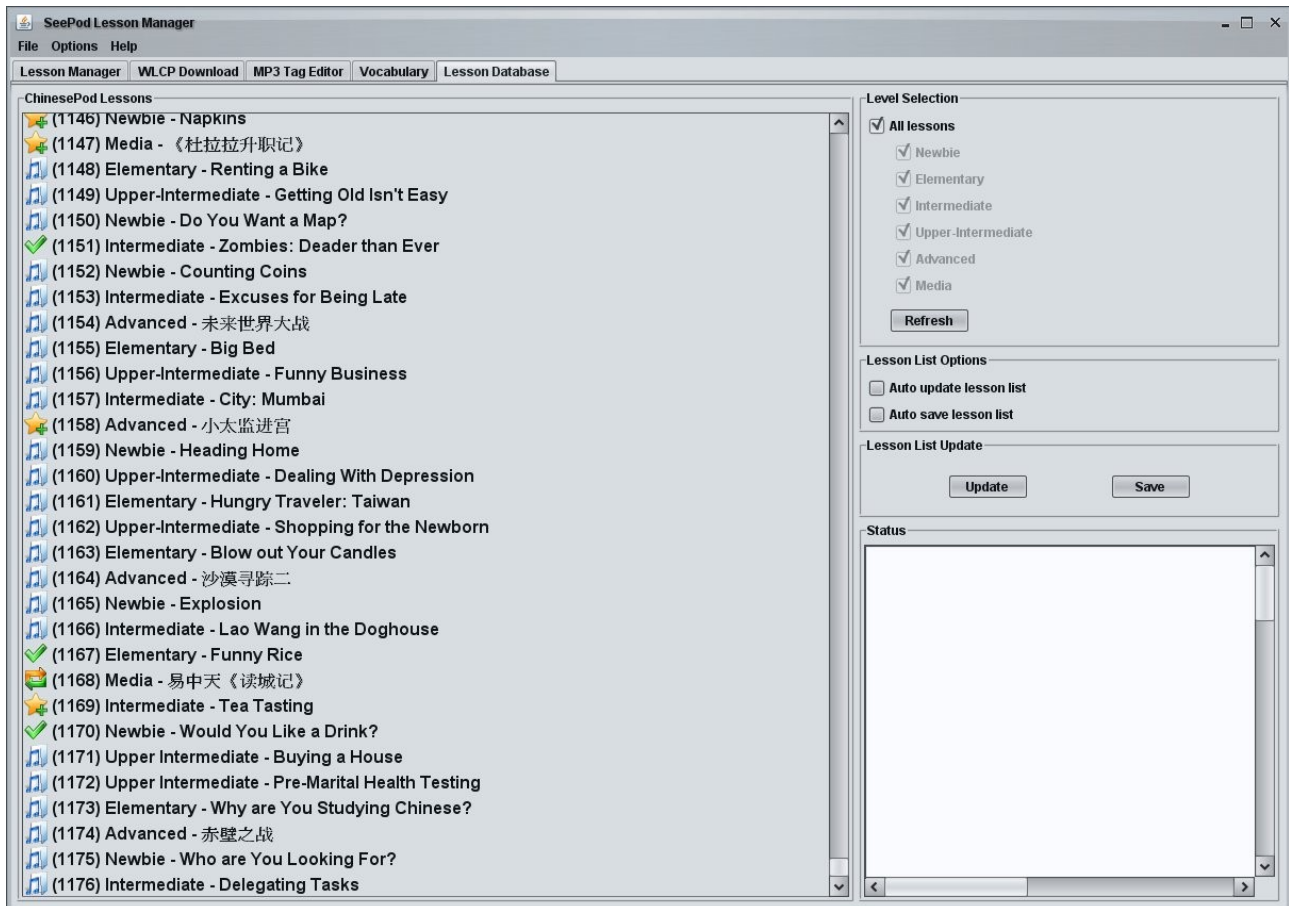 SeePod Lesson Manager
File Options Help
Lesson Manager WLCP Download MP3 Tag Editor Vocabulary Lesson Database
ChinesePod Lessons
(1146) Newbie - Napkins
(1147) Media - 《杜拉拉升职记》
(1148) Elementary - Renting a Bike
(1149) Upper-Intermediate - Getting Old Isn't Easy
(1150) Newbie - Do You Want a Map?
(1151) Intermediate - Zombies: Deader than Ever
(1152) Newbie - Counting Coins
(1153) Intermediate - Excuses for Being Late
(1154) Advanced - 未来世界大战
(1155) Elementary - Big Bed
(1156) Upper-Intermediate - Funny Business
(1157) Intermediate - City: Mumbai
(1158) Advanced - 小太监进宫
(1159) Newbie - Heading Home
(1160) Upper-Intermediate - Dealing With Depression
(1161) Elementary - Hungry Traveler: Taiwan
(1162) Upper-Intermediate - Shopping for the Newborn
(1163) Elementary - Blow out Your Candles
(1164) Advanced - 沙漠寻踪二
(1165) Newbie - Explosion
(1166) Intermediate - Lao Wang in the Doghouse
(1167) Elementary - Funny Rice
(1168) Media - 易中天《读城记》
(1169) Intermediate - Tea Tasting
(1170) Newbie - Would You Like a Drink?
(1171) Upper Intermediate - Buying a House
(1172) Upper Intermediate - Pre-Marital Health Testing
(1173) Elementary - Why are You Studying Chinese?
(1174) Advanced - 赤壁之战
(1175) Newbie - Who are You Looking For?
(1176) Intermediate - Delegating Tasks
Level Selection
All lessons
Newbie
Elementary
Intermediate
Upper-Intermediate
Advanced
Media
Refresh
Lesson List Options
Auto update lesson list
Auto save lesson list
Lesson List Update
Update Save
Status